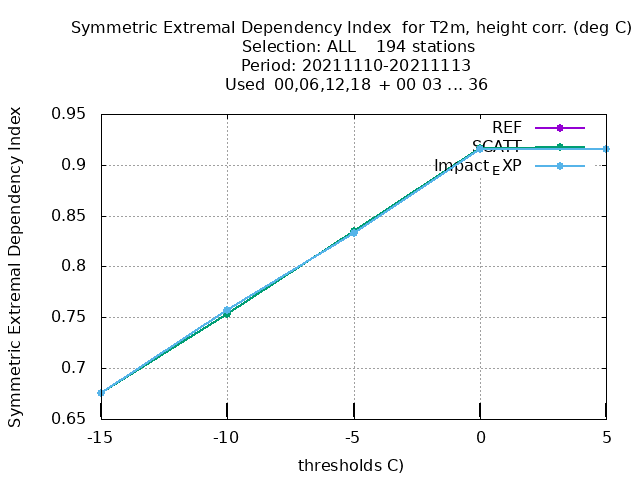 Symmetric Extremal Dependency Index  for T2m, height corr. (deg C)
Selection: ALL    194 stations
Period: 20211110-20211113
Used  00,06,12,18  + 00 03 ... 36
Symmetric Extremal Dependency Index
0.95
0.9
0.85
0.8
0.75
0.7
0.65
REF
SCATT
Impact_EXP
-15
-10
-5
0
5
thresholds C)